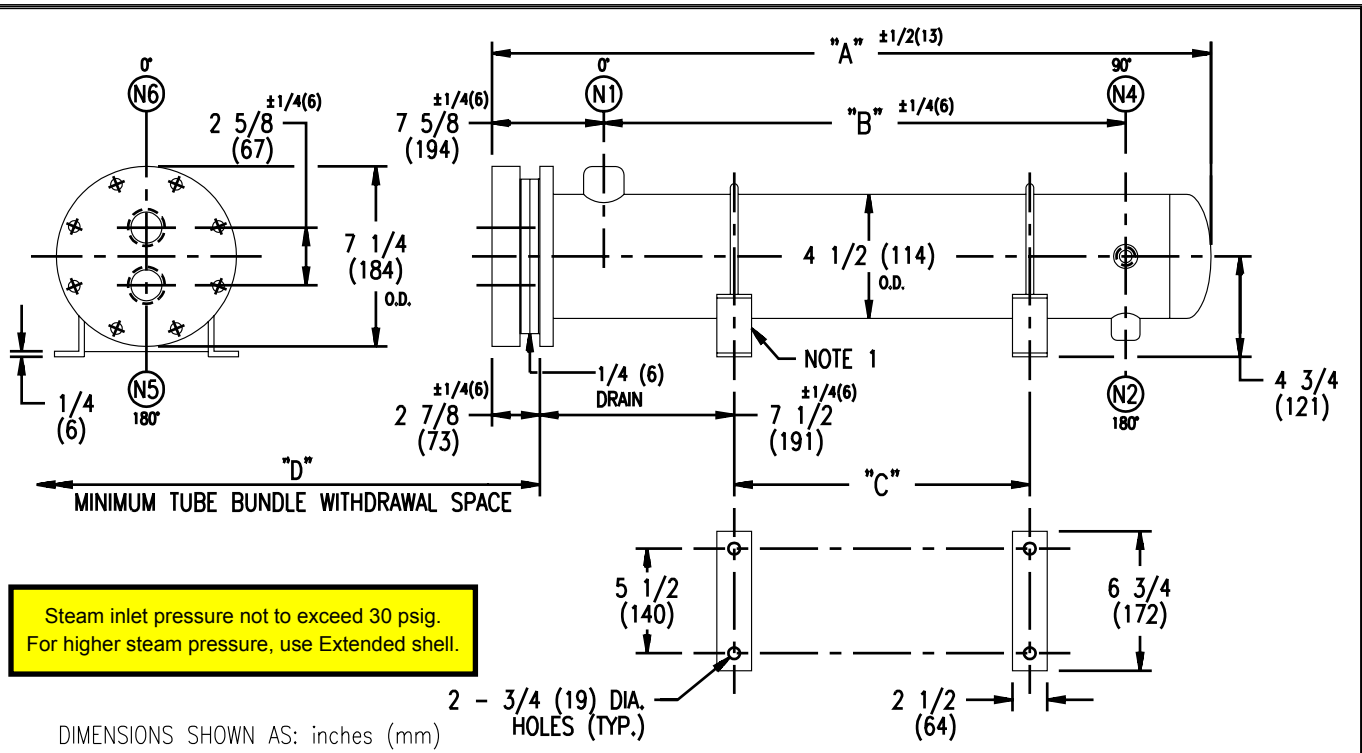 "A" ±1/2(13)
0°
N6
±1/4(6)
2 5/8
(67)
±1/4(6)
7 5/8
(194)
0°
N1
"B" ±1/4(6)
90°
N4
7 1/4
(184)
O.D.
4 1/2 (114)
O.D.
NOTE 1
1/4 (6)
DRAIN
1/4
(6)
N5
180°
±1/4(6)
2 7/8
(73)
±1/4(6)
7 1/2
(191)
N2
180°
4 3/4
(121)
"D"
MINIMUM TUBE BUNDLE WITHDRAWAL SPACE
"C"
5 1/2
(140)
6 3/4
(172)
Steam inlet pressure not to exceed 30 psig.
For higher steam pressure, use Extended shell.
2 - 3/4 (19) DIA.
HOLES (TYP.)
2 1/2
(64)
DIMENSIONS SHOWN AS: inches (mm)